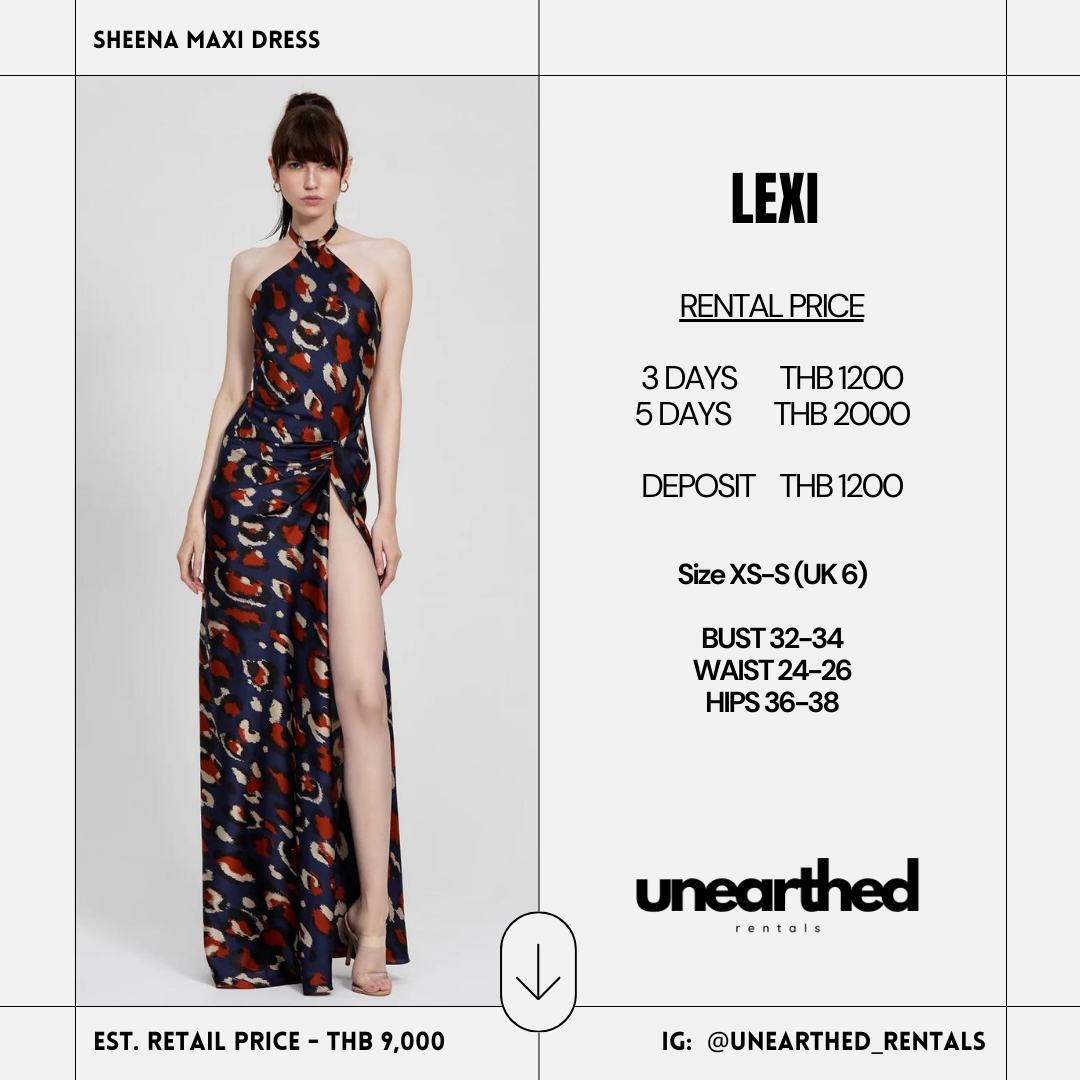 SHEENA MAXI DRESS
LEXI
RENTAL PRICE
3 DAYS THB 1200
5 DAYS THB 2000
DEPOSIT THB 1200
Size XS-S (UK 6)
BUST 32-34
WAIST 24-26
HIPS 36-38
unearthed
rentals
EST. RETAIL PRICE - THB 9,000
IG: @UNEARTHED_RENTALS